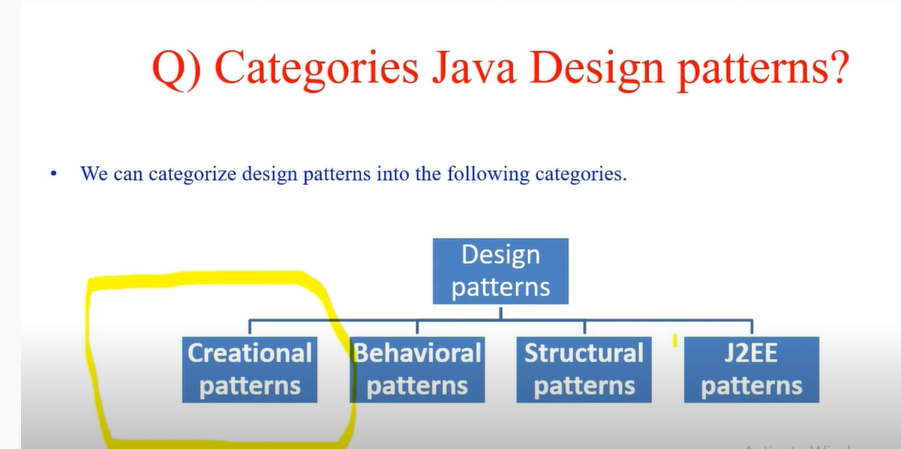 Q) Categories Java Design patterns?
• We can categorize design patterns into the following categories.
Design
patterns
Creational
patterns
Behavioral
patterns
Structural
patterns
J2EE
patterns